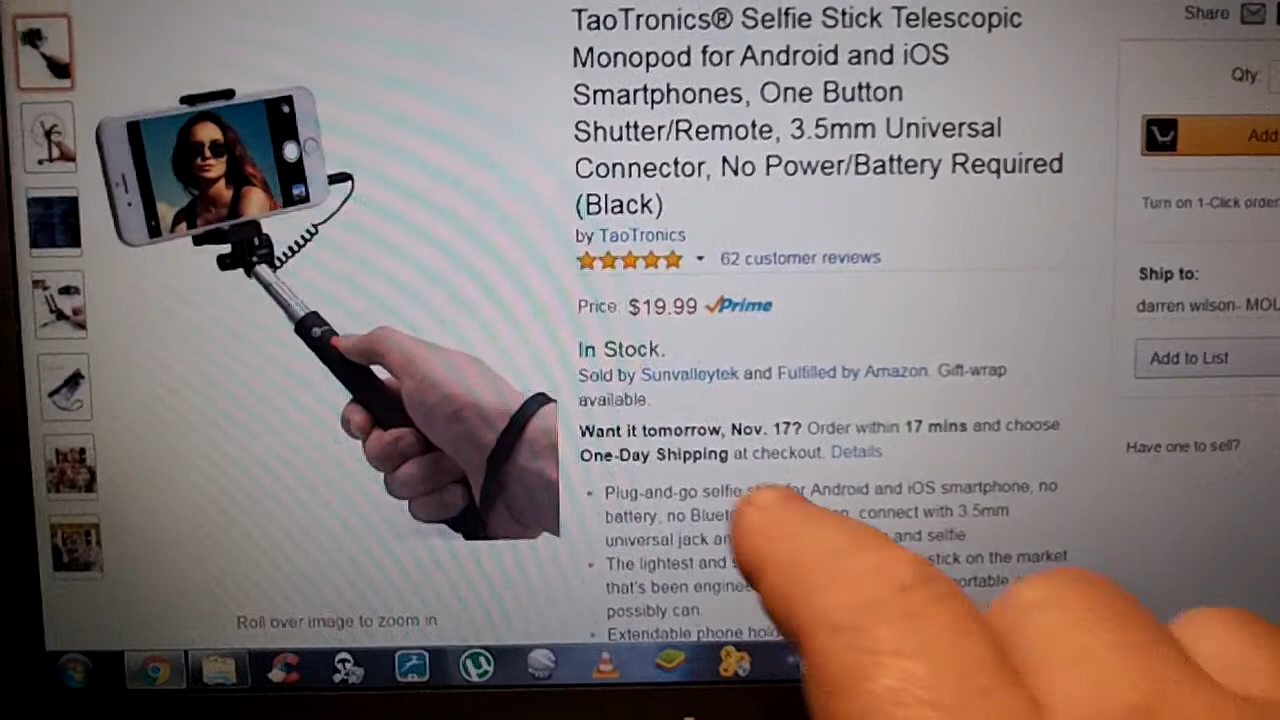 TaoTronics® Selfie Stick Telescopic
Monopod for Android and iOS
Smartphones, One Button
Shutter/Remote, 3.5mm Universal
Connector, No Power/Battery Required
(Black)
by TaoTronics
62 customer reviews
Price: $19.99 Prime
In Stock.
Sold by Sunvalleytek and Fulfilled by Amazon. Gift-wrap
available.
Want it tomorrow, Nov. 17? Order within 17 mins and choose
One-Day Shipping at checkout. Details
Plug-and-go selfie for Android and iOS smartphone, no
battery, no connect with 3.5mm
universal jack and selfie
The lightest and stick on the market
that's been
possibly can.
Extendable phone
Roll over image to zoom in
Share
Qty:
Add
Turn on 1-Click
Ship to:
darren wilson-
Add to List
Have one to sell?